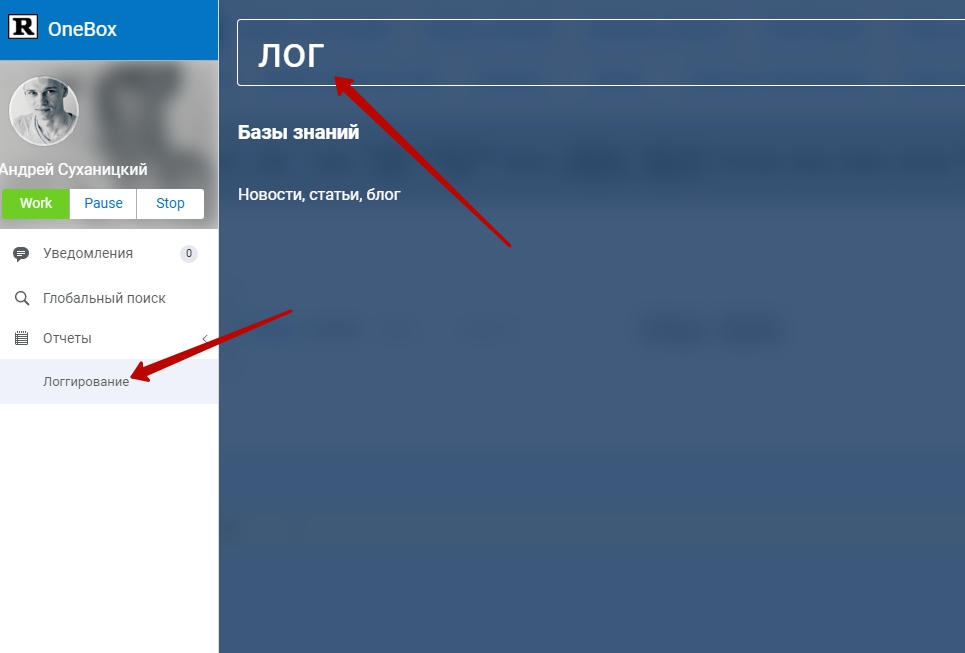 R OneBox
Андрей Суханицкий
Work Pause Stop
Уведомления 0
Глобальный поиск
Отчеты
Логгирование
ЛОГ
Базы знаний
Новости, статьи, блог